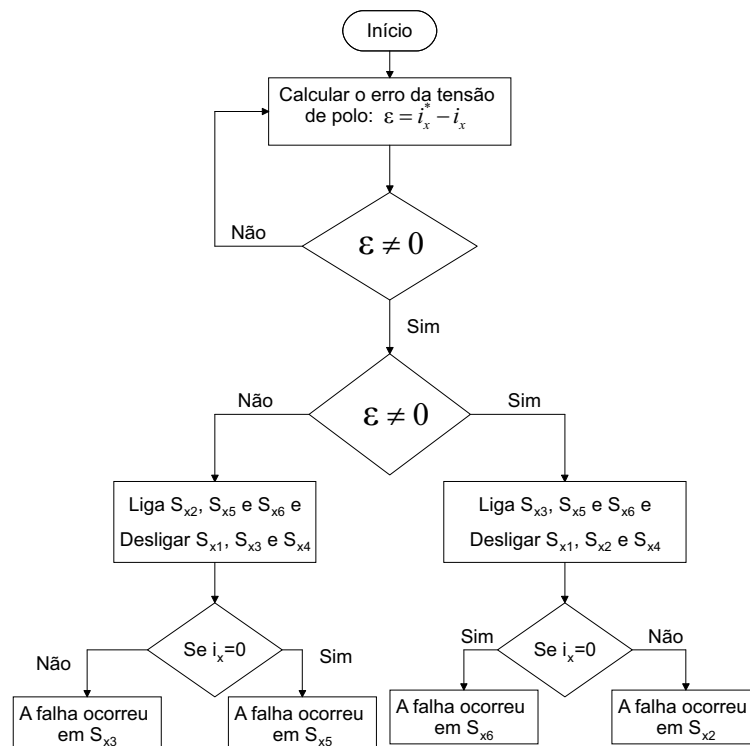 Início
Calcular o erro da tensão
de polo: ε = i*ₓ − iₓ
Não
ε ≠ 0
Sim
Não
ε ≠ 0
Sim
Liga Sₓ₂, Sₓ₅ e Sₓ₆ e
Desligar Sₓ₁, Sₓ₃ e Sₓ₄
Liga Sₓ₃, Sₓ₅ e Sₓ₆ e
Desligar Sₓ₁, Sₓ₂ e Sₓ₄
Não
Se iₓ=0
Sim
Sim
Se iₓ=0
Não
A falha ocorreu
em Sₓ₃
A falha ocorreu
em Sₓ₅
A falha ocorreu
em Sₓ₆
A falha ocorreu
em Sₓ₂